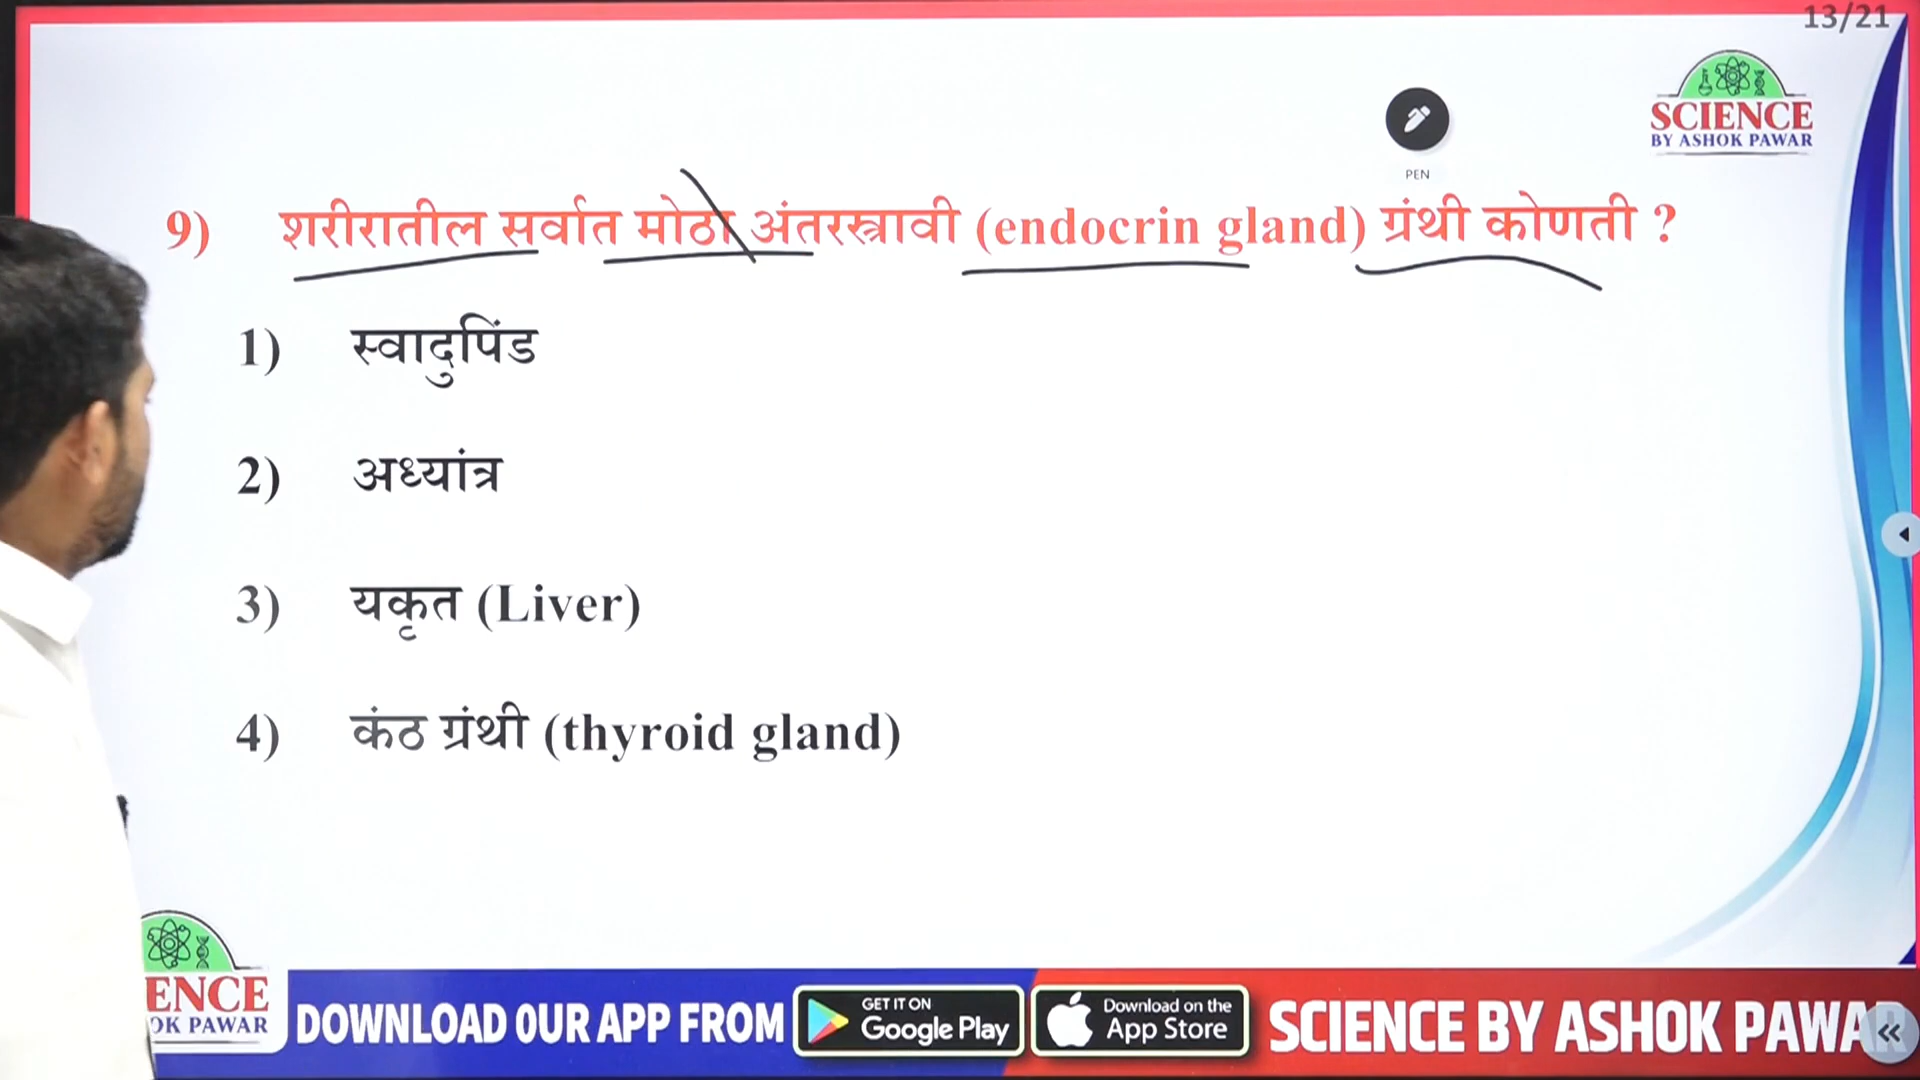 13/21
SCIENCE
BY ASHOK PAWAR
PEN
9) शरीरातील सर्वात मोठी अंतरस्त्रावी (endocrin gland) ग्रंथी कोणती ?
1) स्वादुपिंड
2) अध्यांत्र
3) यकृत (Liver)
4) कंठ ग्रंथी (thyroid gland)
ENCE
OK PAWAR
DOWNLOAD OUR APP FROM
GET IT ON
Google Play
Download on the
App Store
SCIENCE BY ASHOK PAWA